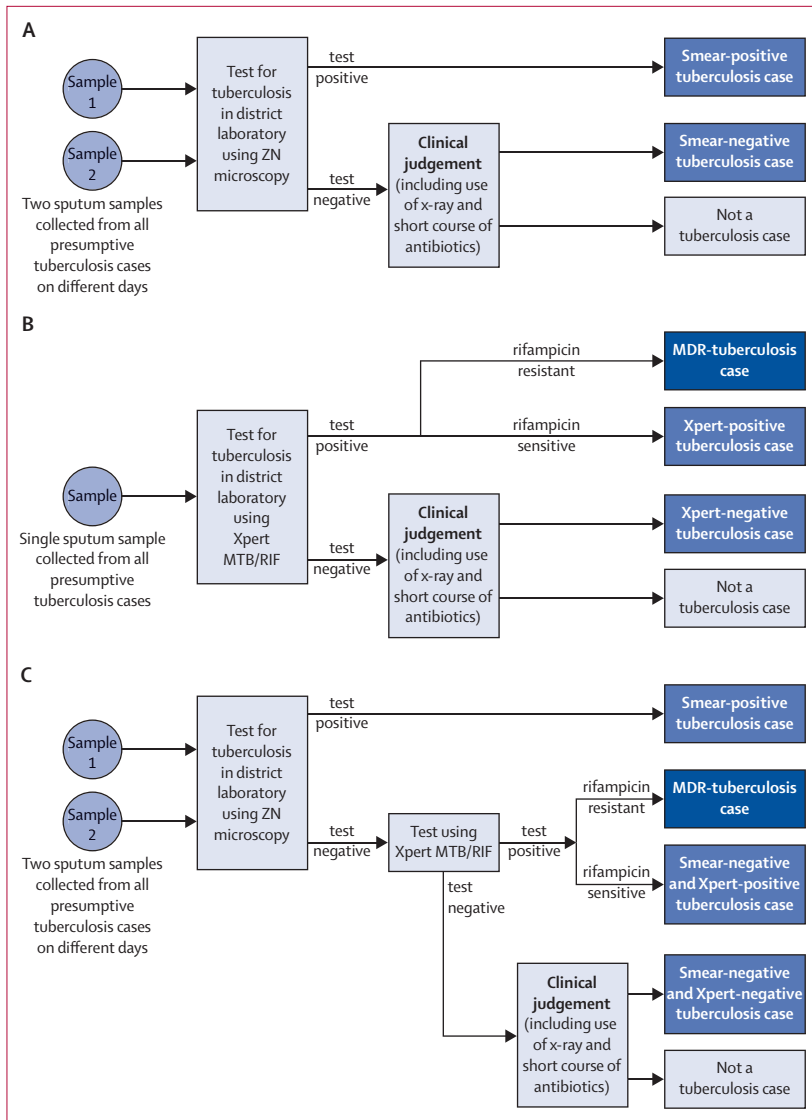 A
Sample
1
Sample
2
Two sputum samples
collected from all
presumptive
tuberculosis cases
on different days
Test for
tuberculosis
in district
laboratory
using ZN
microscopy
test
positive
test
negative
Clinical
judgement
(including use
of x-ray and
short course of
antibiotics)
Smear-positive
tuberculosis case
Smear-negative
tuberculosis case
Not a
tuberculosis case
B
Sample
Single sputum sample
collected from all
presumptive
tuberculosis cases
Test for
tuberculosis
in district
laboratory
using
Xpert
MTB/RIF
test
positive
test
negative
rifampicin
resistant
rifampicin
sensitive
Clinical
judgement
(including use
of x-ray and
short course of
antibiotics)
MDR-tuberculosis
case
Xpert-positive
tuberculosis case
Xpert-negative
tuberculosis case
Not a
tuberculosis case
C
Sample
1
Sample
2
Two sputum samples
collected from all
presumptive
tuberculosis cases
on different days
Test for
tuberculosis
in district
laboratory
using ZN
microscopy
test
positive
test
negative
Test using
Xpert MTB/RIF
test
positive
test
negative
rifampicin
resistant
rifampicin
sensitive
Clinical
judgement
(including use
of x-ray and
short course of
antibiotics)
Smear-positive
tuberculosis case
MDR-tuberculosis
case
Smear-negative
and Xpert-positive
tuberculosis case
Smear-negative
and Xpert-negative
tuberculosis case
Not a
tuberculosis case